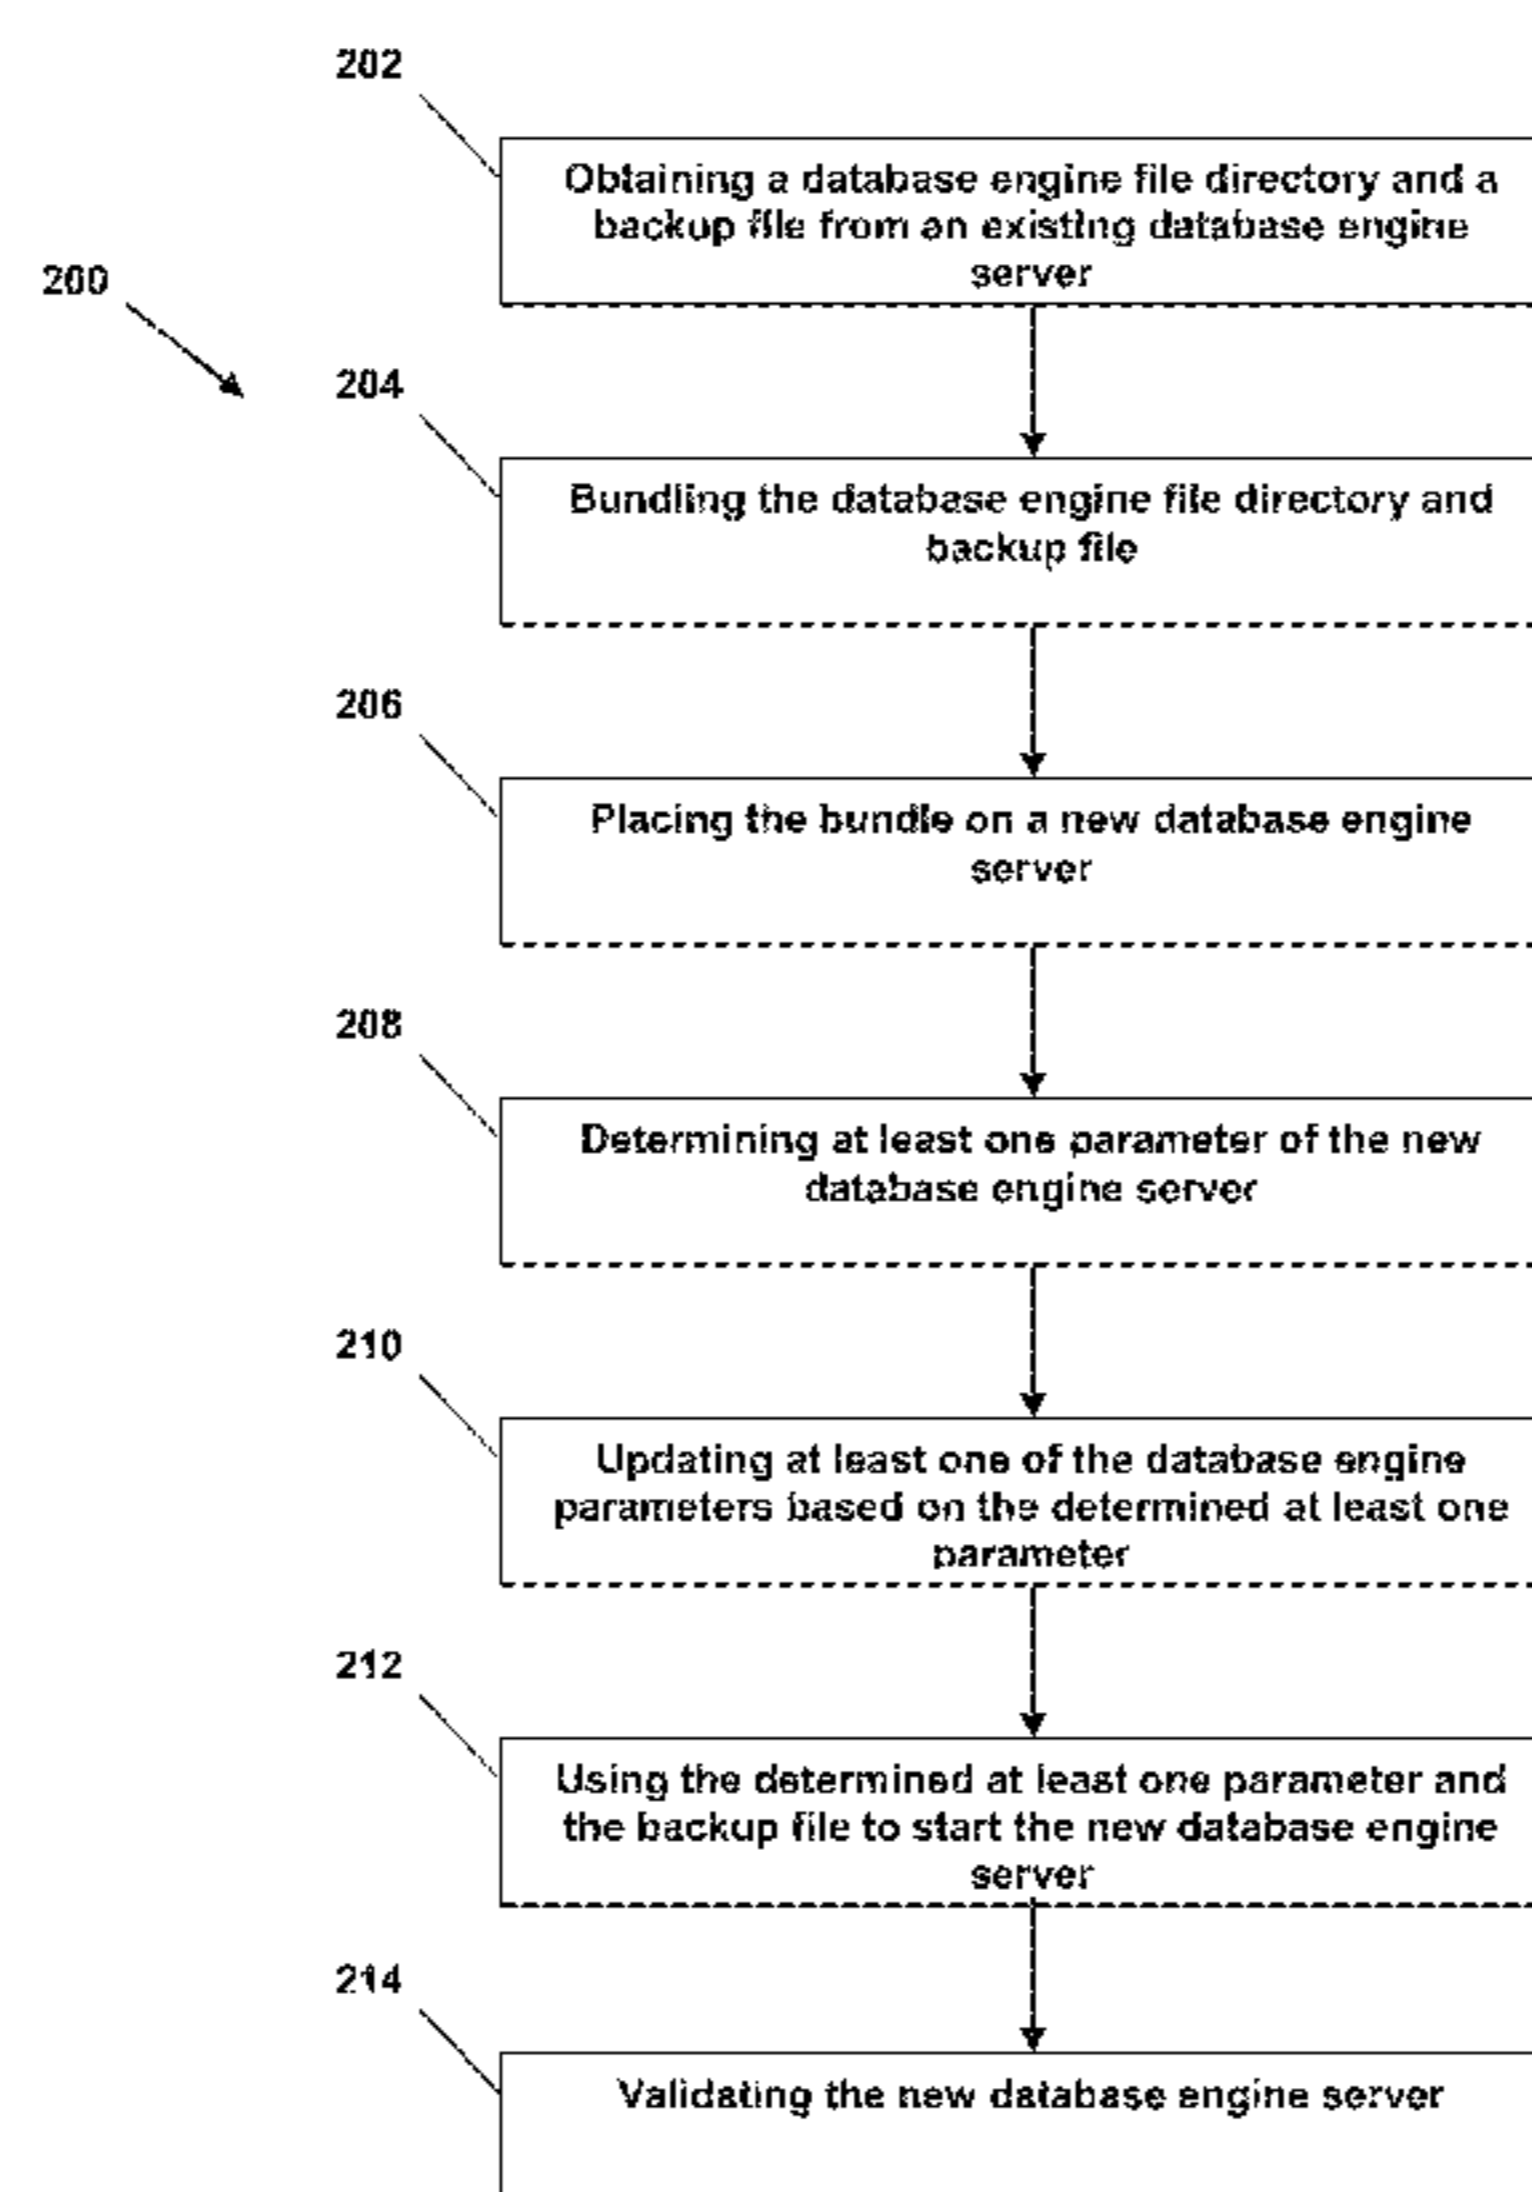 202
Obtaining a database engine file directory and a
backup file from an existing database engine
server
200
204
Bundling the database engine file directory and
backup file
206
Placing the bundle on a new database engine
server
208
Determining at least one parameter of the new
database engine server
210
Updating at least one of the database engine
parameters based on the determined at least one
parameter
212
Using the determined at least one parameter and
the backup file to start the new database engine
server
214
Validating the new database engine server